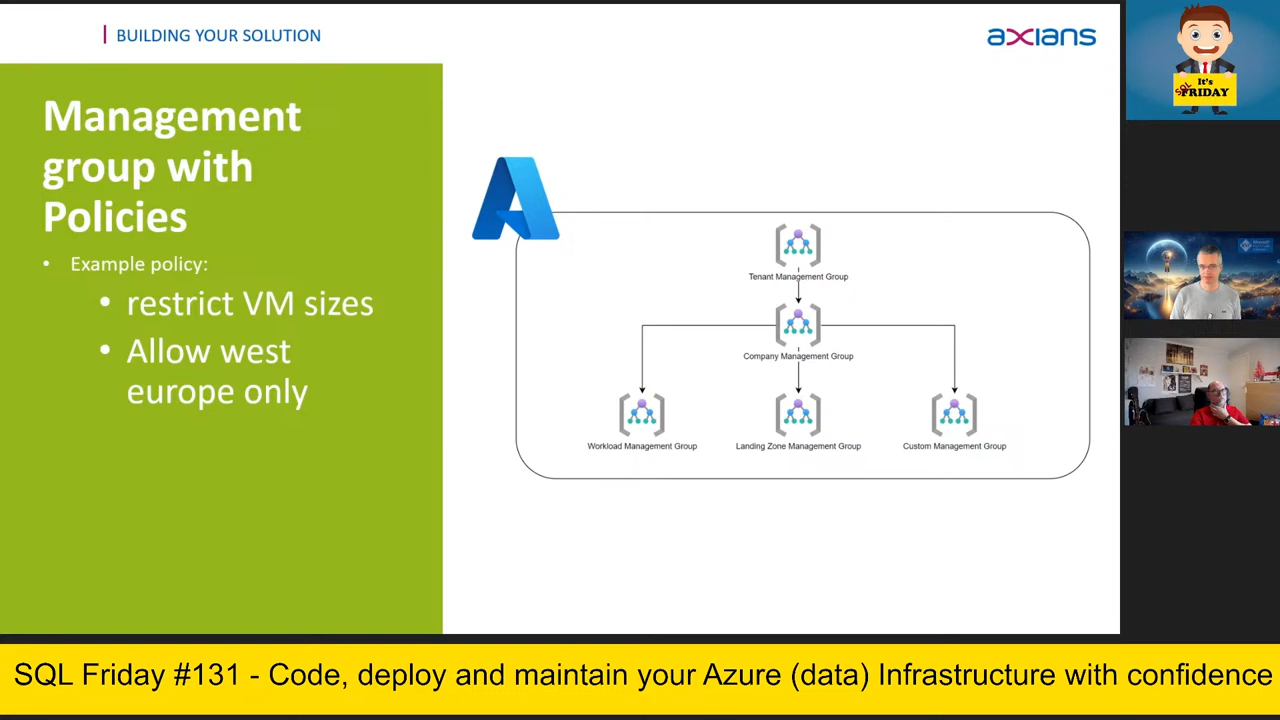 BUILDING YOUR SOLUTION
axians
Management
group with
Policies
• Example policy:
• restrict VM sizes
• Allow west
europe only
Tenant Management Group
Company Management Group
Workload Management Group
Landing Zone Management Group
Custom Management Group
It's
SQL FRIDAY
Microsoft
SQL Friday #131 - Code, deploy and maintain your Azure (data) Infrastructure with confidence